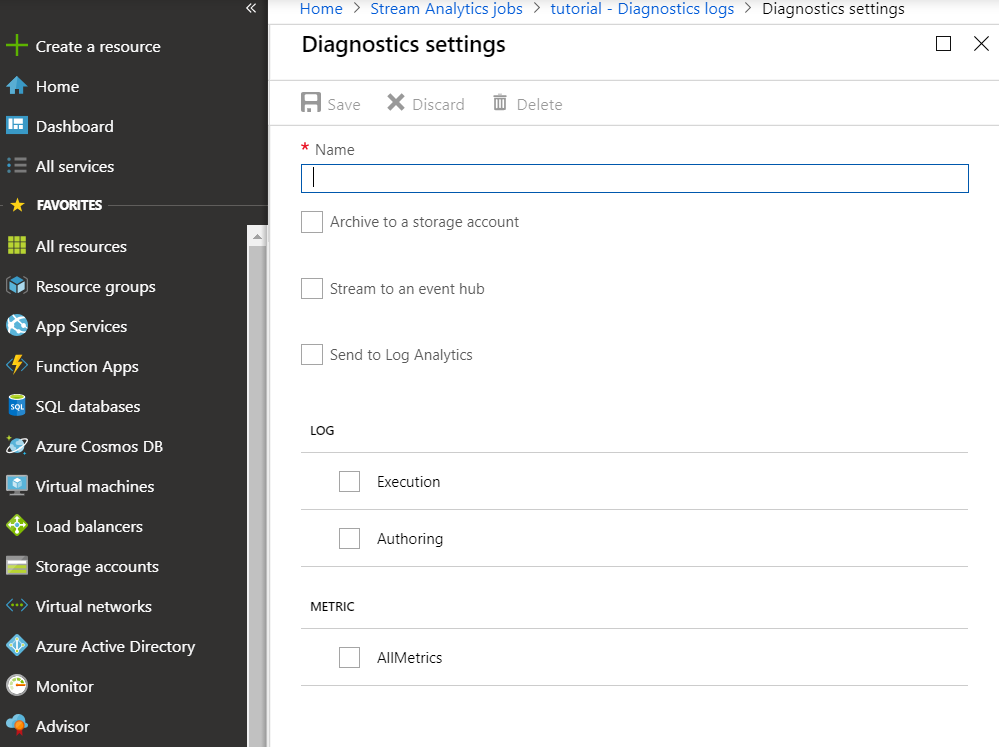 «
Create a resource
Home
Dashboard
All services
FAVORITES
All resources
Resource groups
App Services
Function Apps
SQL databases
Azure Cosmos DB
Virtual machines
Load balancers
Storage accounts
Virtual networks
Azure Active Directory
Monitor
Advisor
Home > Stream Analytics jobs > tutorial - Diagnostics logs > Diagnostics settings
Diagnostics settings
Save Discard Delete
* Name
Archive to a storage account
Stream to an event hub
Send to Log Analytics
LOG
Execution
Authoring
METRIC
AllMetrics